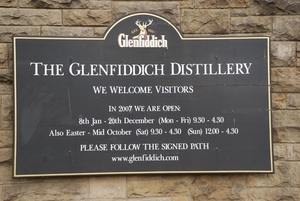 Glenfiddich
THE GLENFIDDICH DISTILLERY
WE WELCOME VISITORS
IN 2007 WE ARE OPEN:
8th Jan - 20th December (Mon - Fri) 9.30 - 4.30
Also Easter - Mid October (Sat) 9.30 - 4.30 (Sun) 12.00 - 4.30
PLEASE FOLLOW THE SIGNED PATH
www.glenfiddich.com